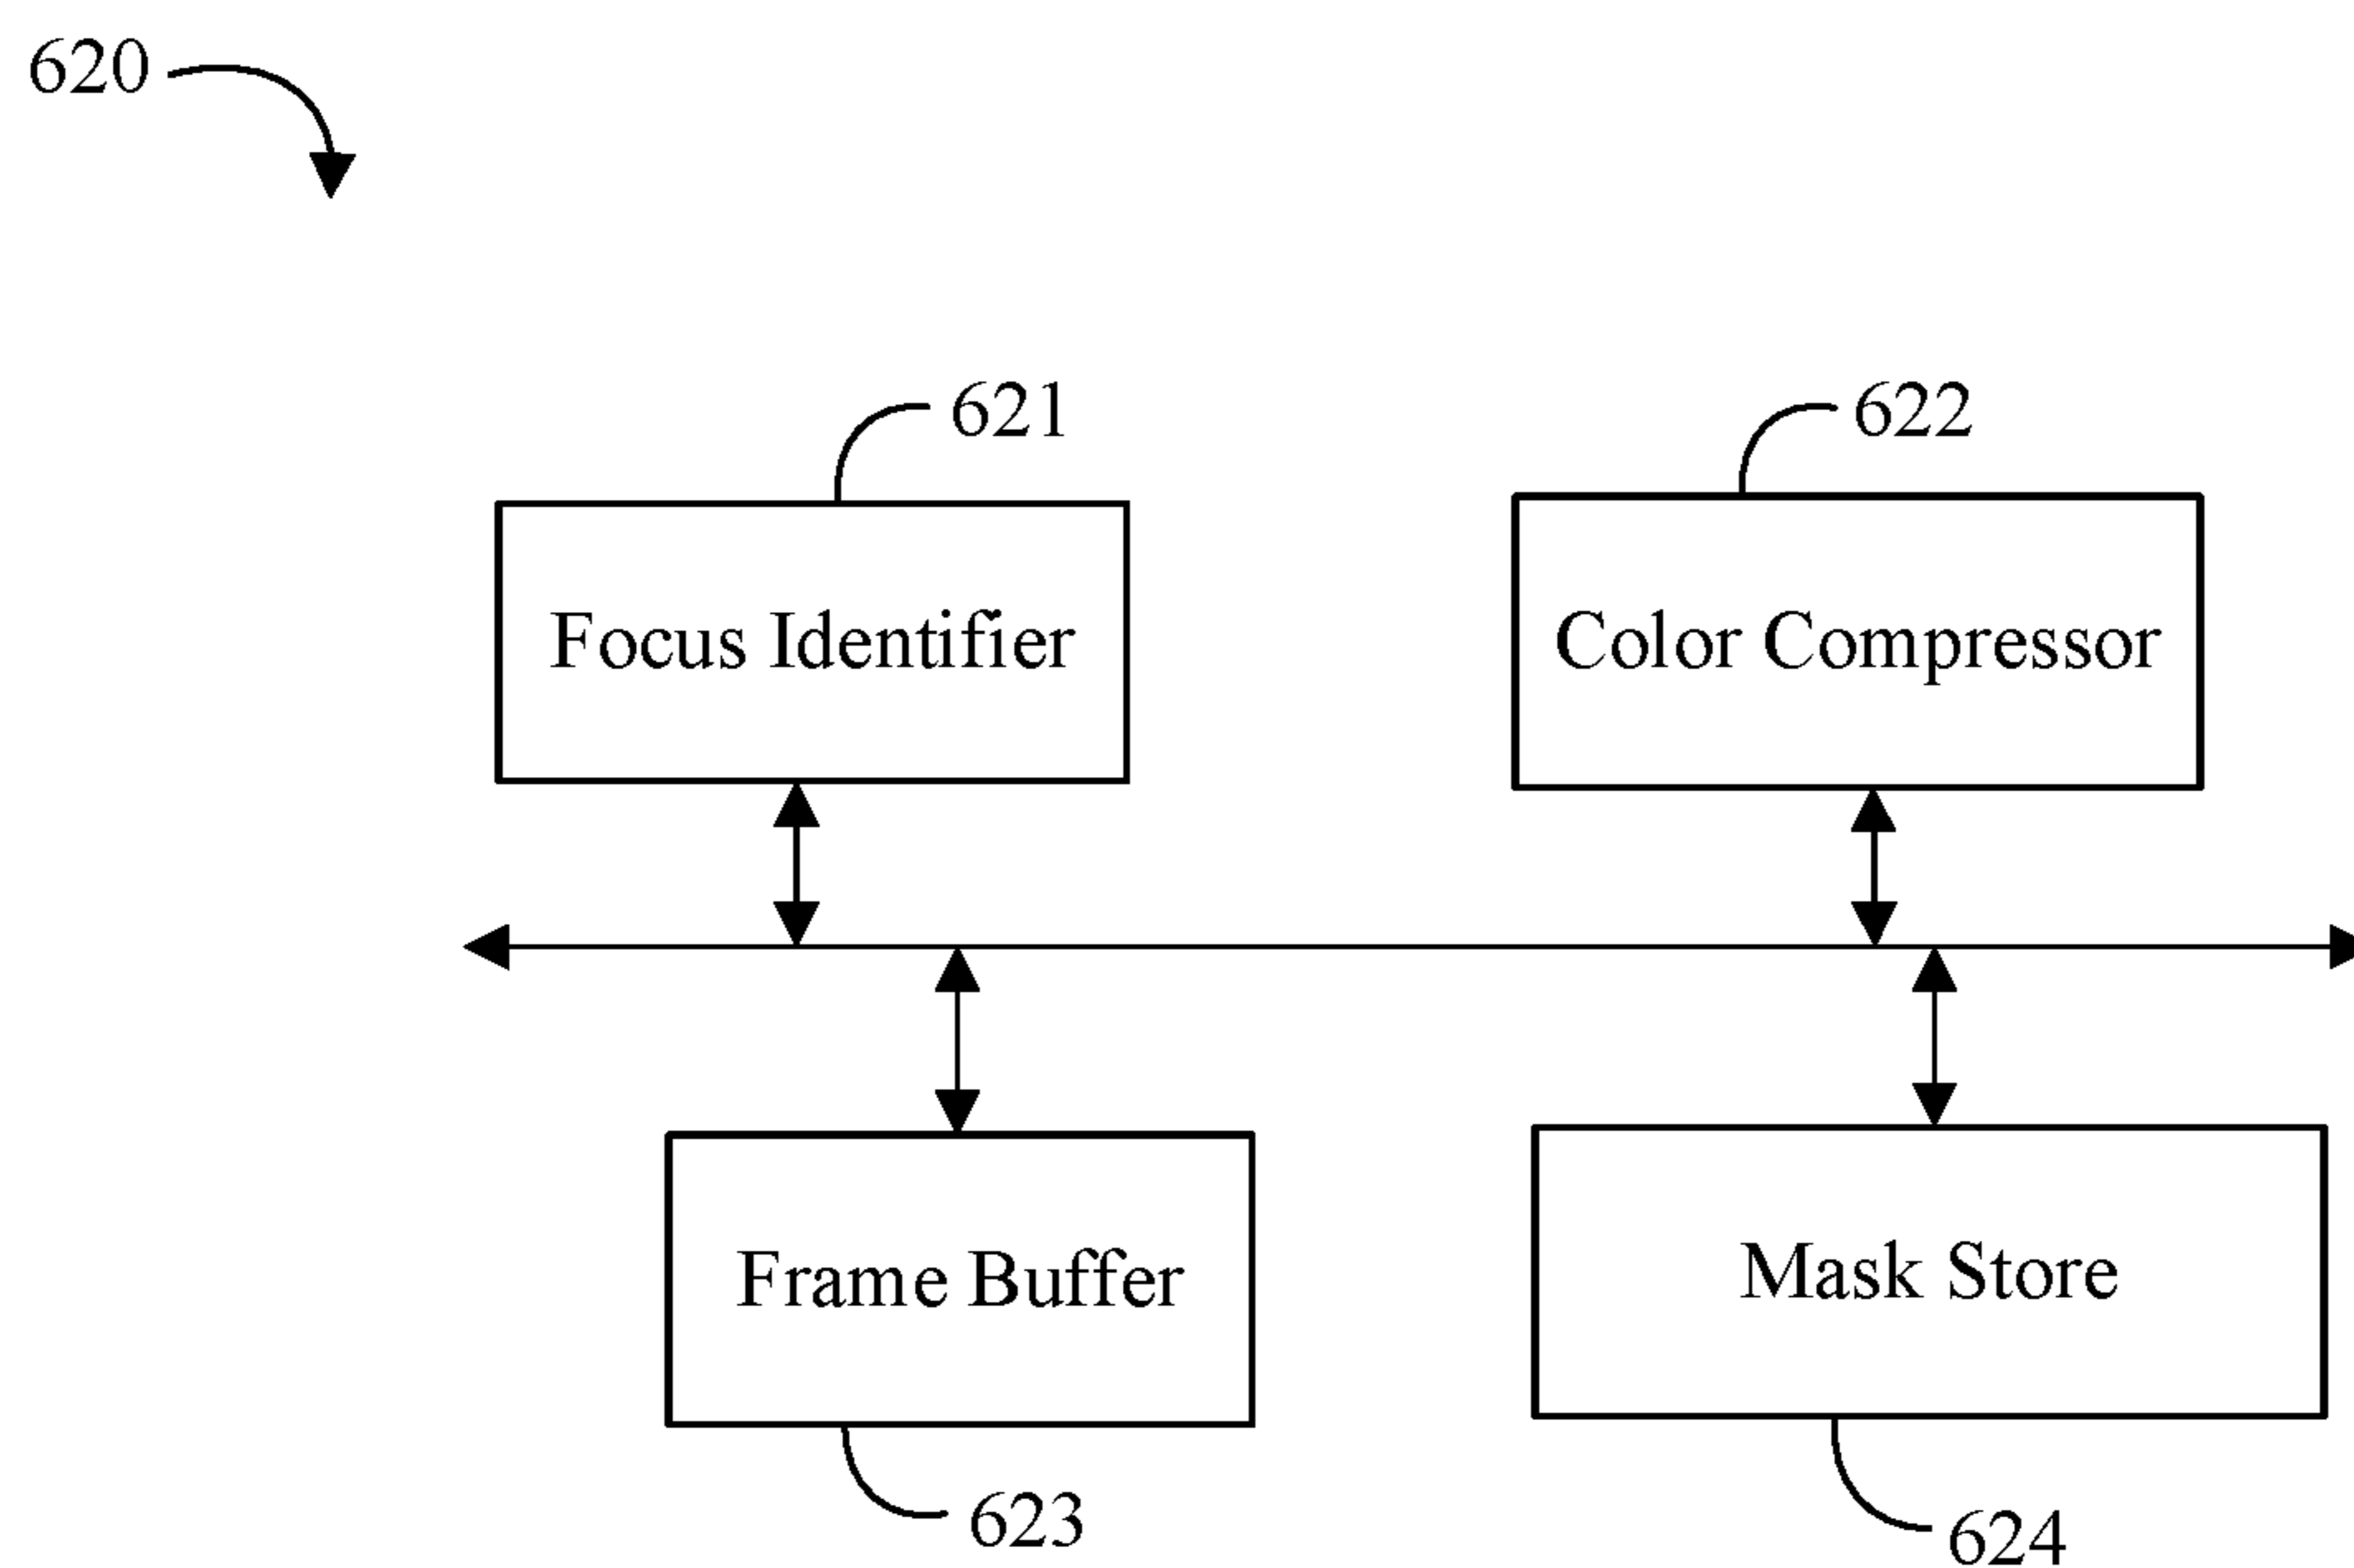 620
621
622
Focus Identifier
Color Compressor
Frame Buffer
Mask Store
623
624